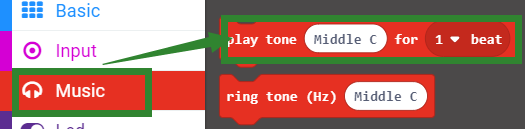 Basic
Input
Music
Led
play tone Middle C for 1 beat
ring tone (Hz) Middle C